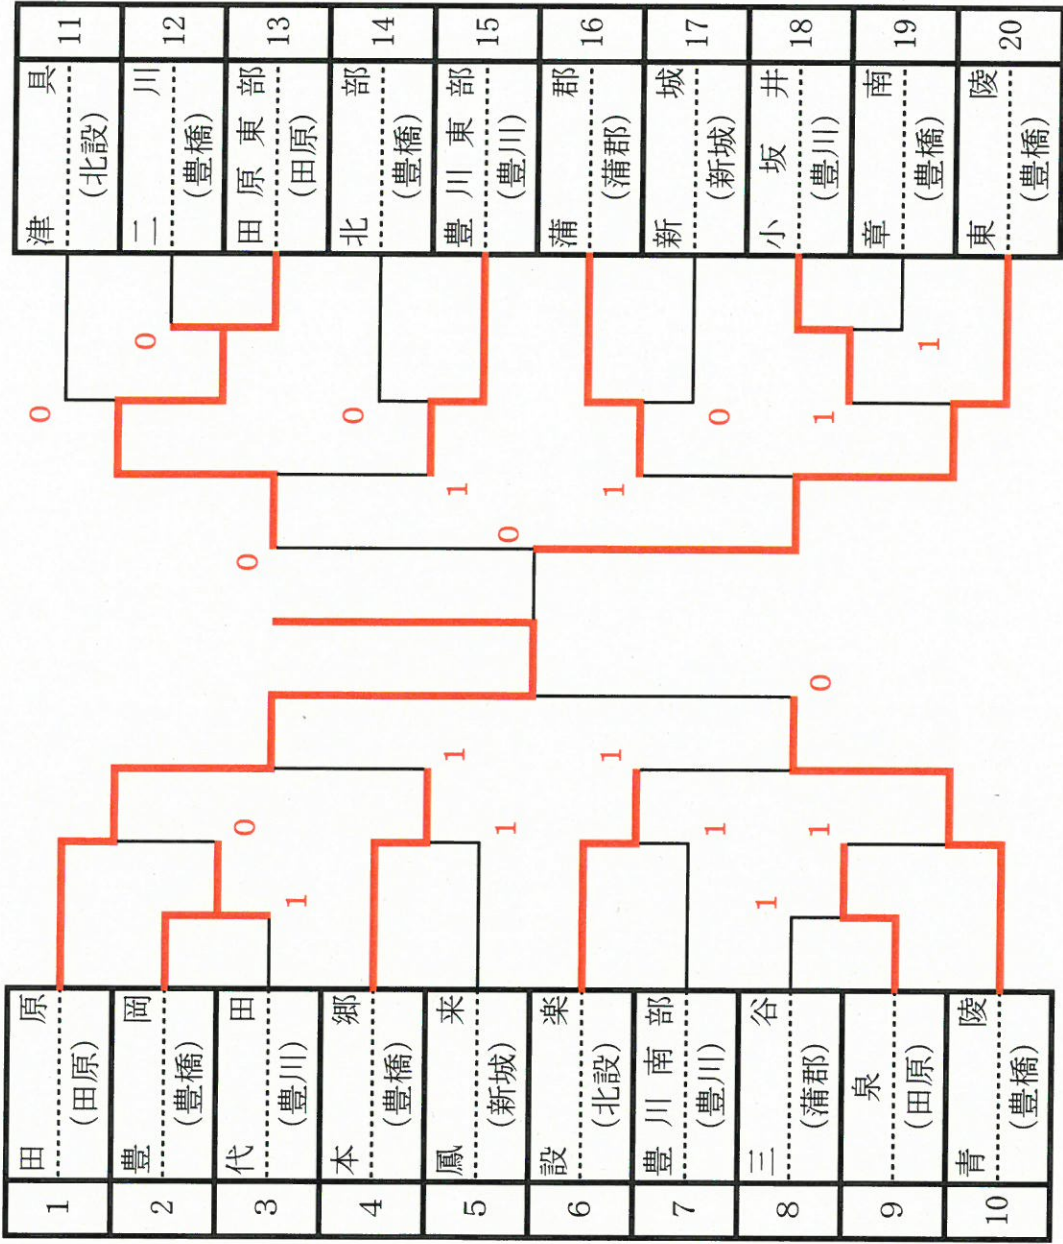 1 田原 (田原)
2 豊岡 (豊橋)
3 代田 (豊川)
4 本郷 (豊橋)
5 鳳来 (新城)
6 設楽 (北設)
7 豊川南部 (豊川)
8 三谷 (蒲郡)
9 泉 (田原)
10 青陵 (豊橋)
0
1
1
1
1
1
1
1
0
0
0
0
0
1
1
0
1
1
0
11 津具 (北設)
12 二川 (豊橋)
13 田原東部 (田原)
14 北部 (豊橋)
15 豊川東部 (豊川)
16 蒲郡 (蒲郡)
17 新城 (新城)
18 小坂井 (豊川)
19 章南 (豊橋)
20 東陵 (豊橋)